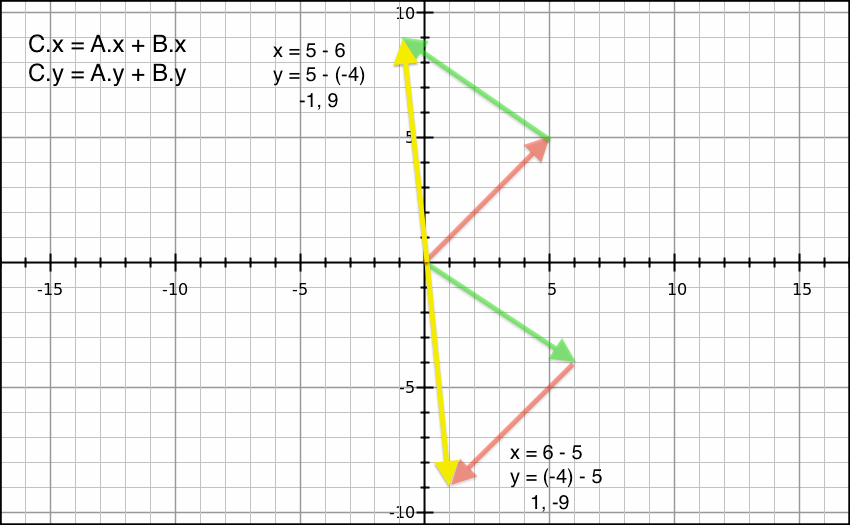 C.x = A.x + B.x
C.y = A.y + B.y
x = 5 - 6
y = 5 - (-4)
-1, 9
10
5
-15
-10
-5
5
10
15
-5
-10
x = 6 - 5
y = (-4) - 5
1, -9